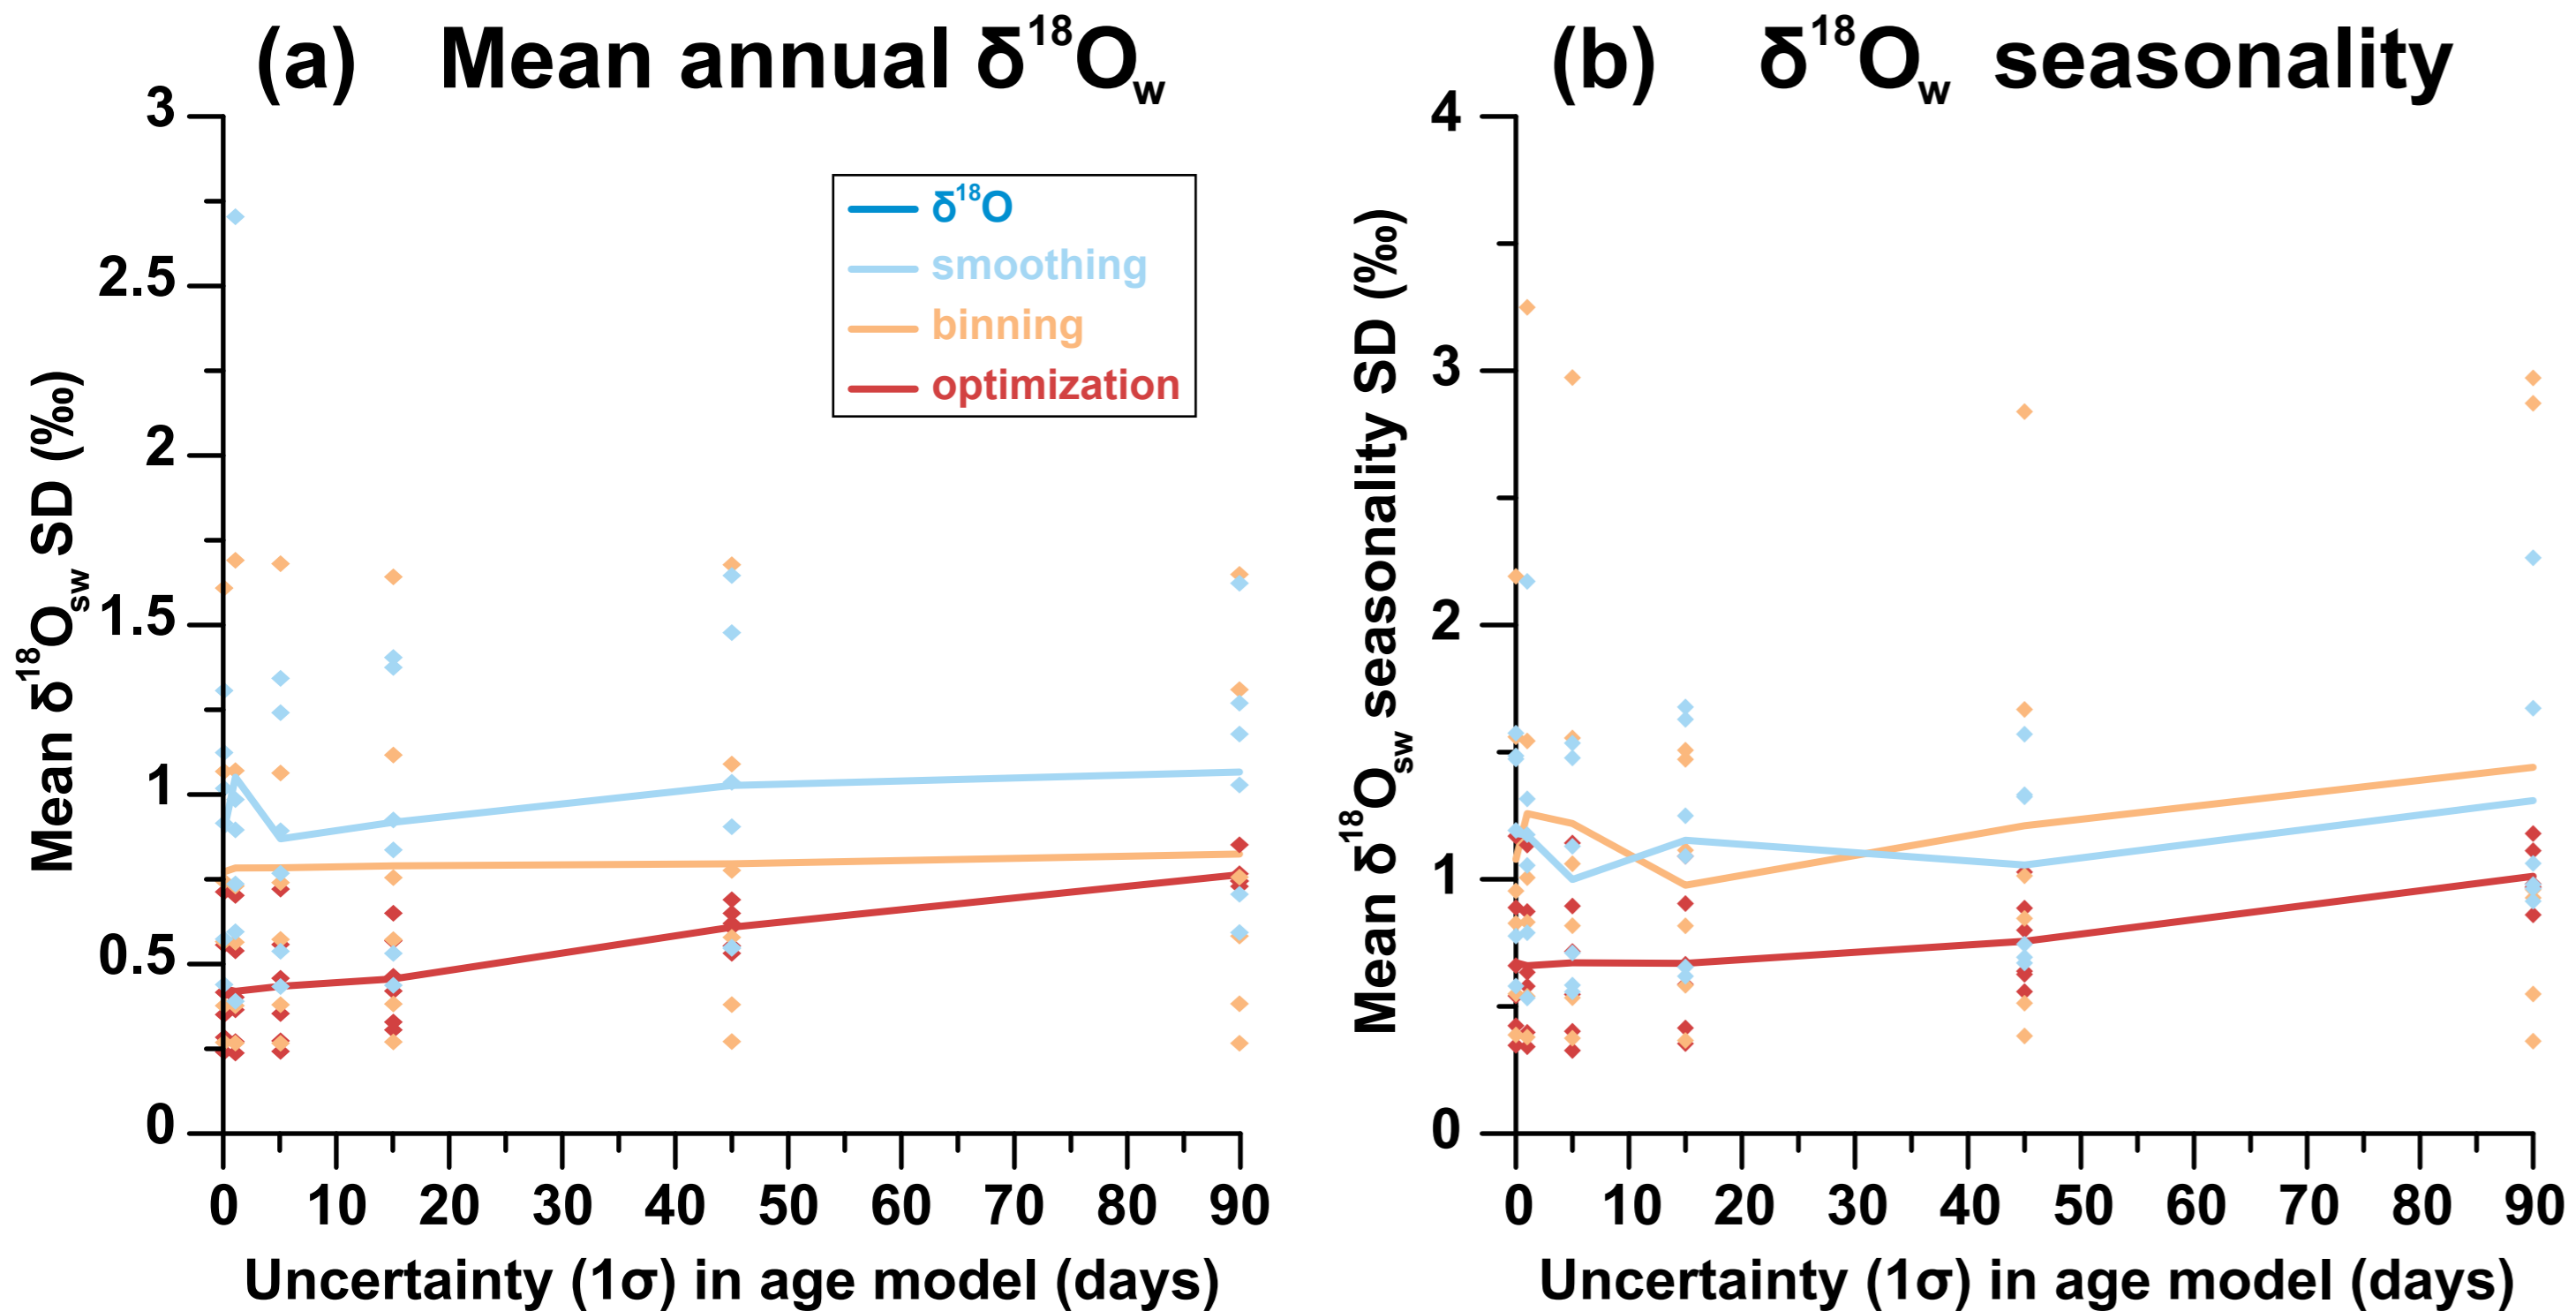 (a) Mean annual δ¹⁸Ow
3
2.5
2
1.5
1
0.5
0
Mean δ¹⁸Osw SD (‰)
δ¹⁸O
smoothing
binning
optimization
0 10 20 30 40 50 60 70 80 90
Uncertainty (1σ) in age model (days)
(b) δ¹⁸Ow seasonality
4
3
2
1
0
Mean δ¹⁸Osw seasonality SD (‰)
0 10 20 30 40 50 60 70 80 90
Uncertainty (1σ) in age model (days)